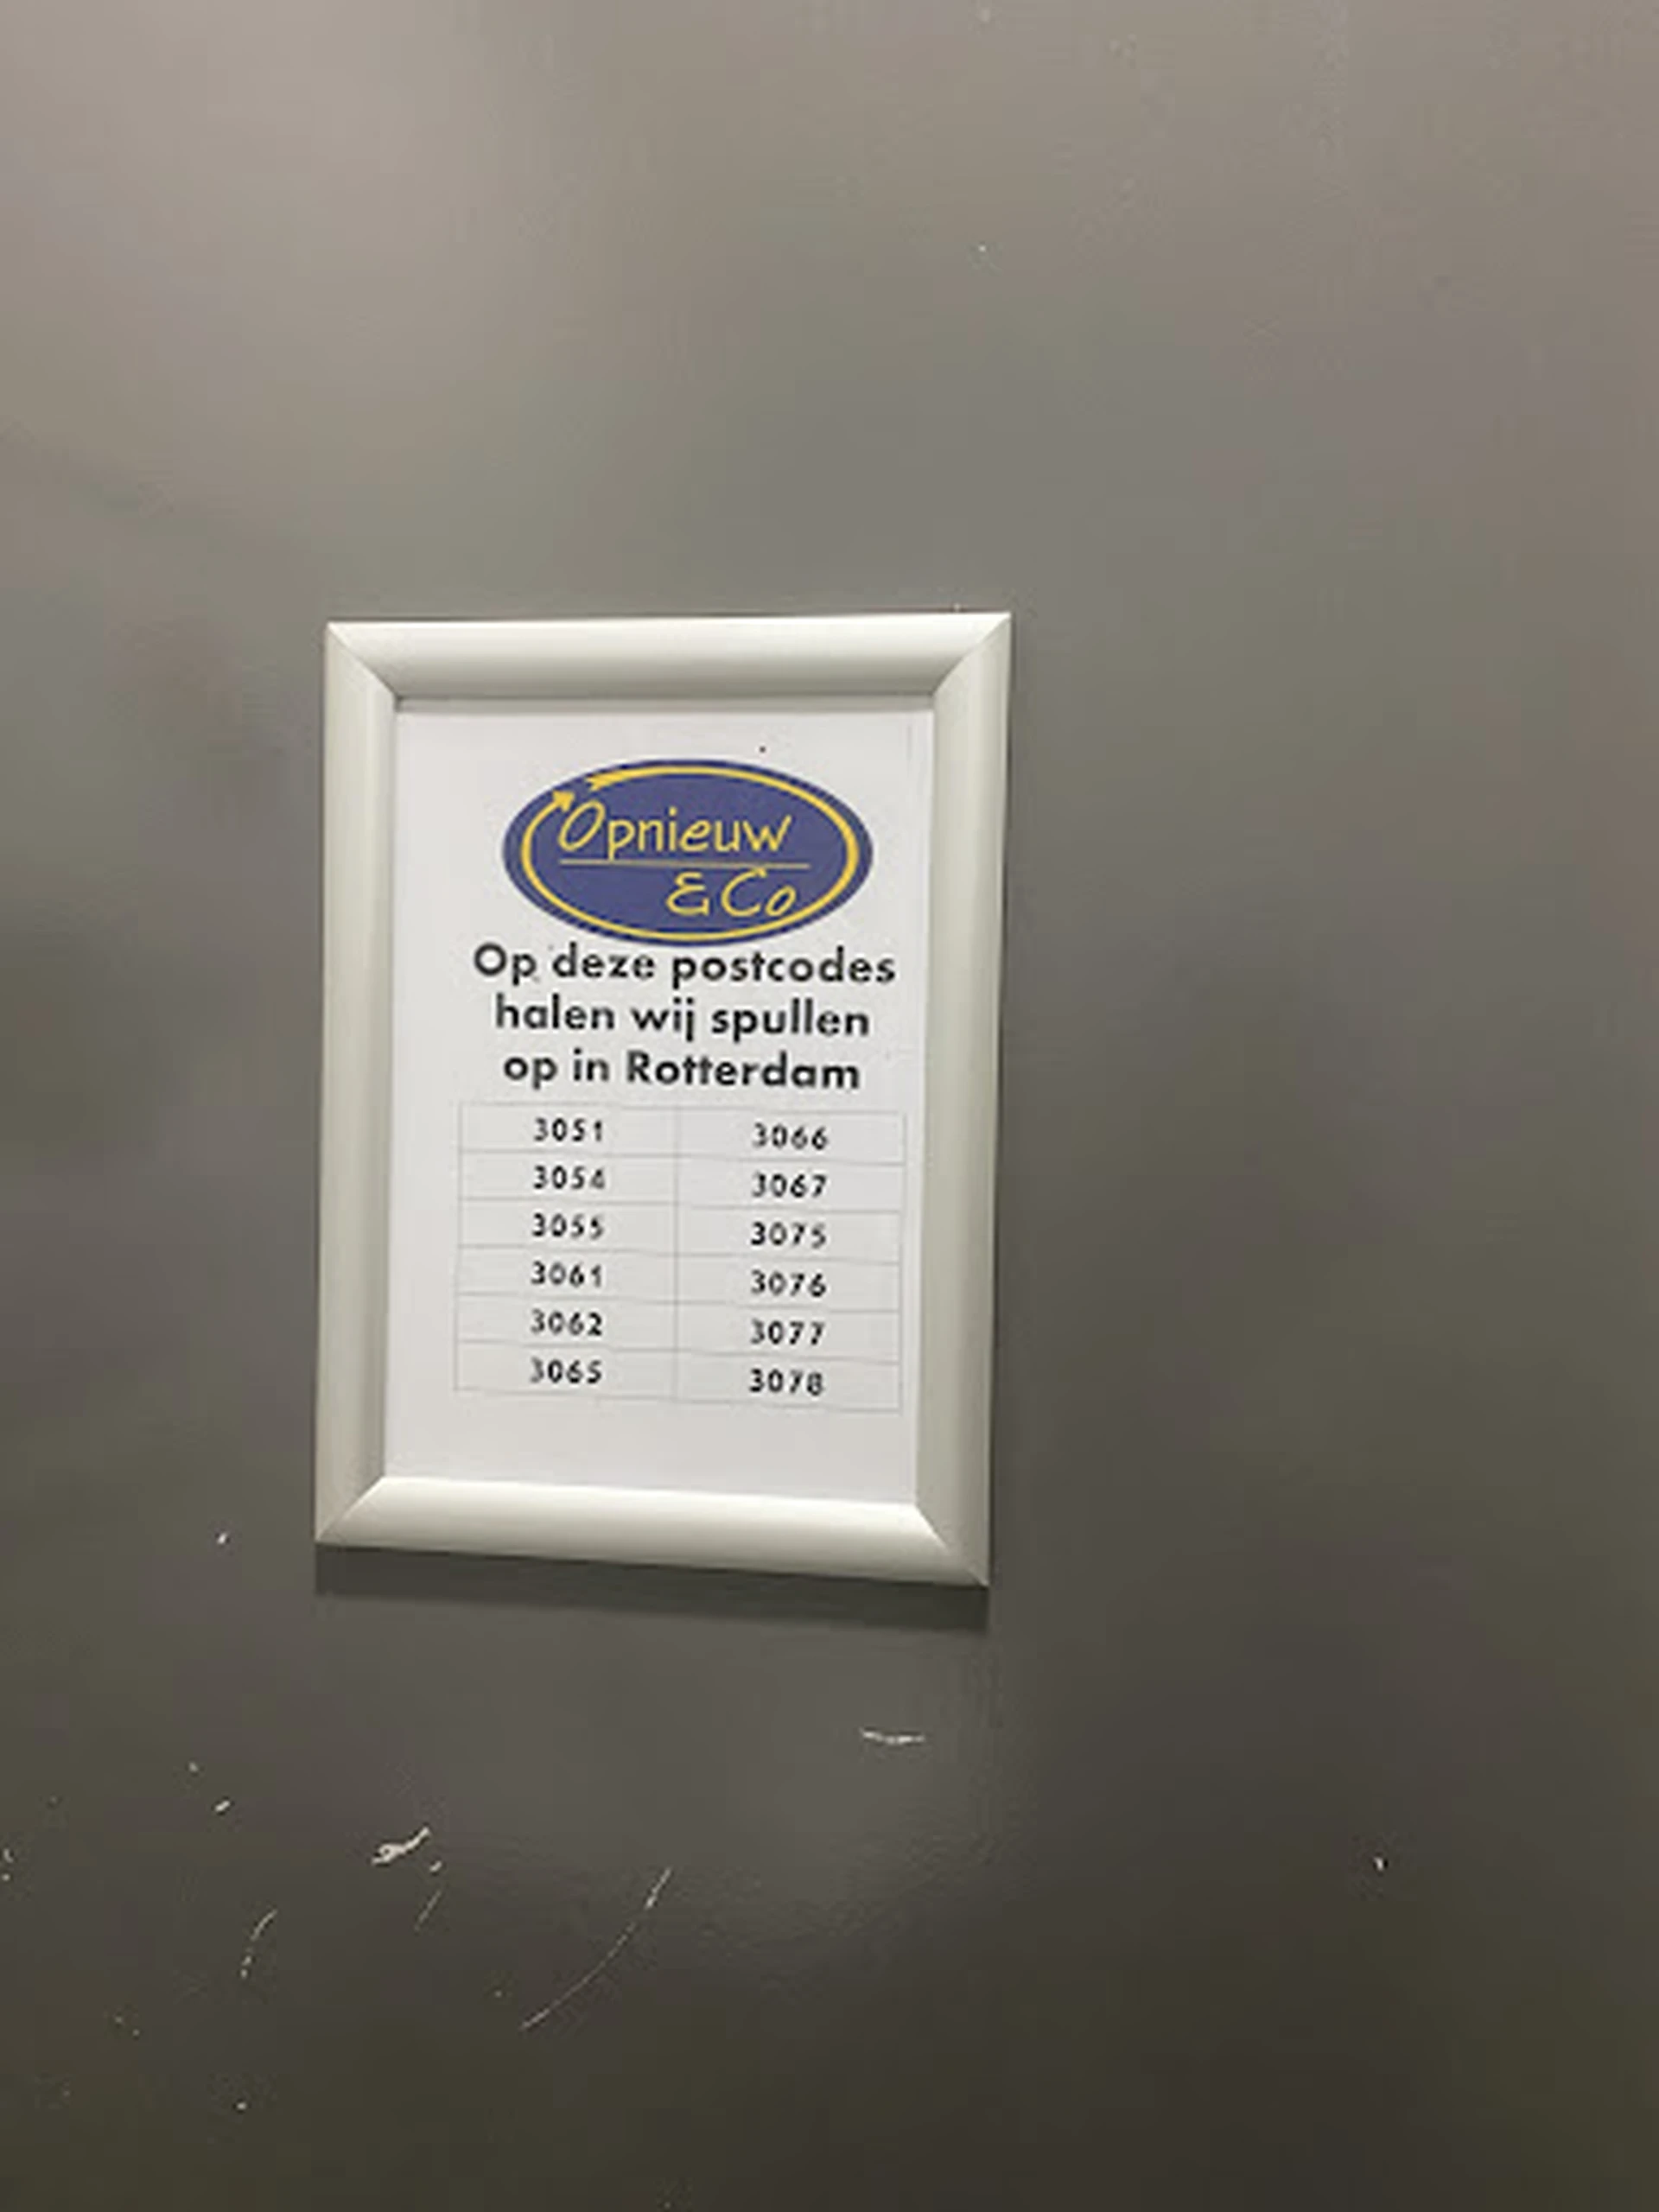 Opnieuw
& Co
Op deze postcodes
halen wij spullen
op in Rotterdam
3051 3066
3054 3067
3055 3075
3061 3076
3062 3077
3065 3078